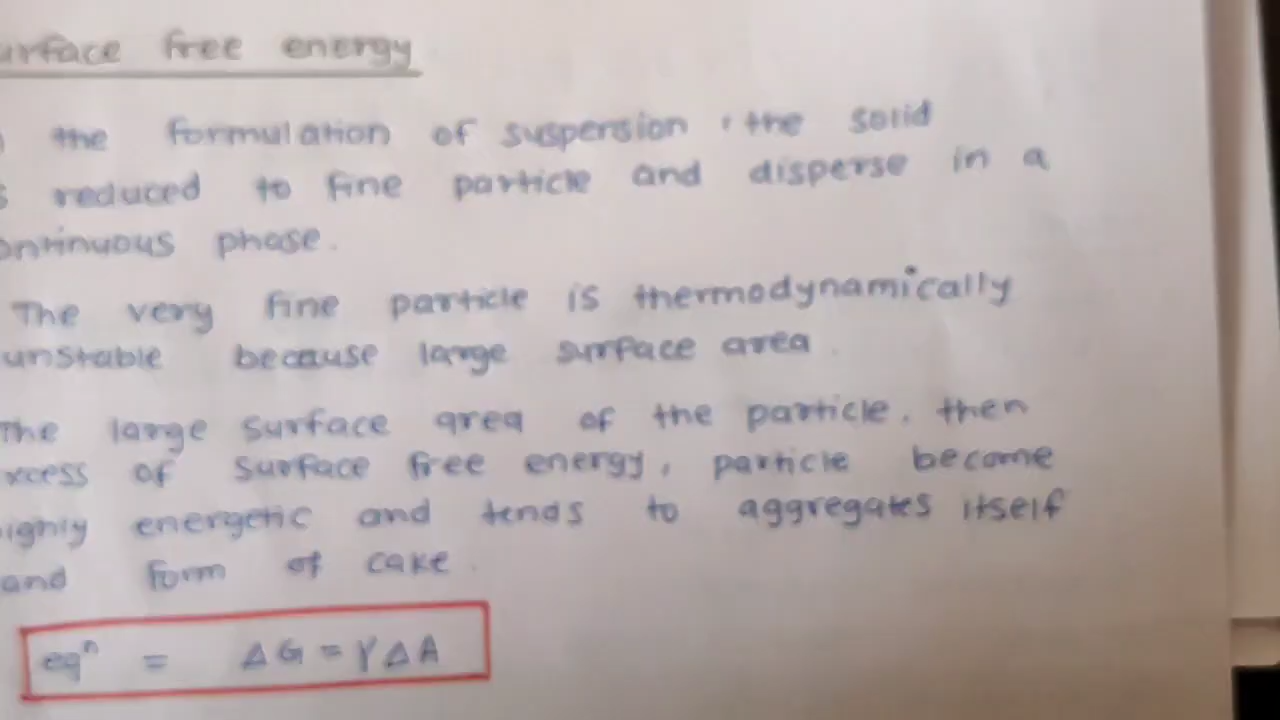 urface free energy
the formulation of suspension, the solid
s reduced to fine particle and disperse in a
ontinuous phase.
The very fine particle is thermodynamically
unstable because large surface area.
The large surface area of the particle. then
xcess of surface free energy, particle become
highly energetic and tends to aggregates itself
and form of cake.
eqⁿ = ΔG = γΔA